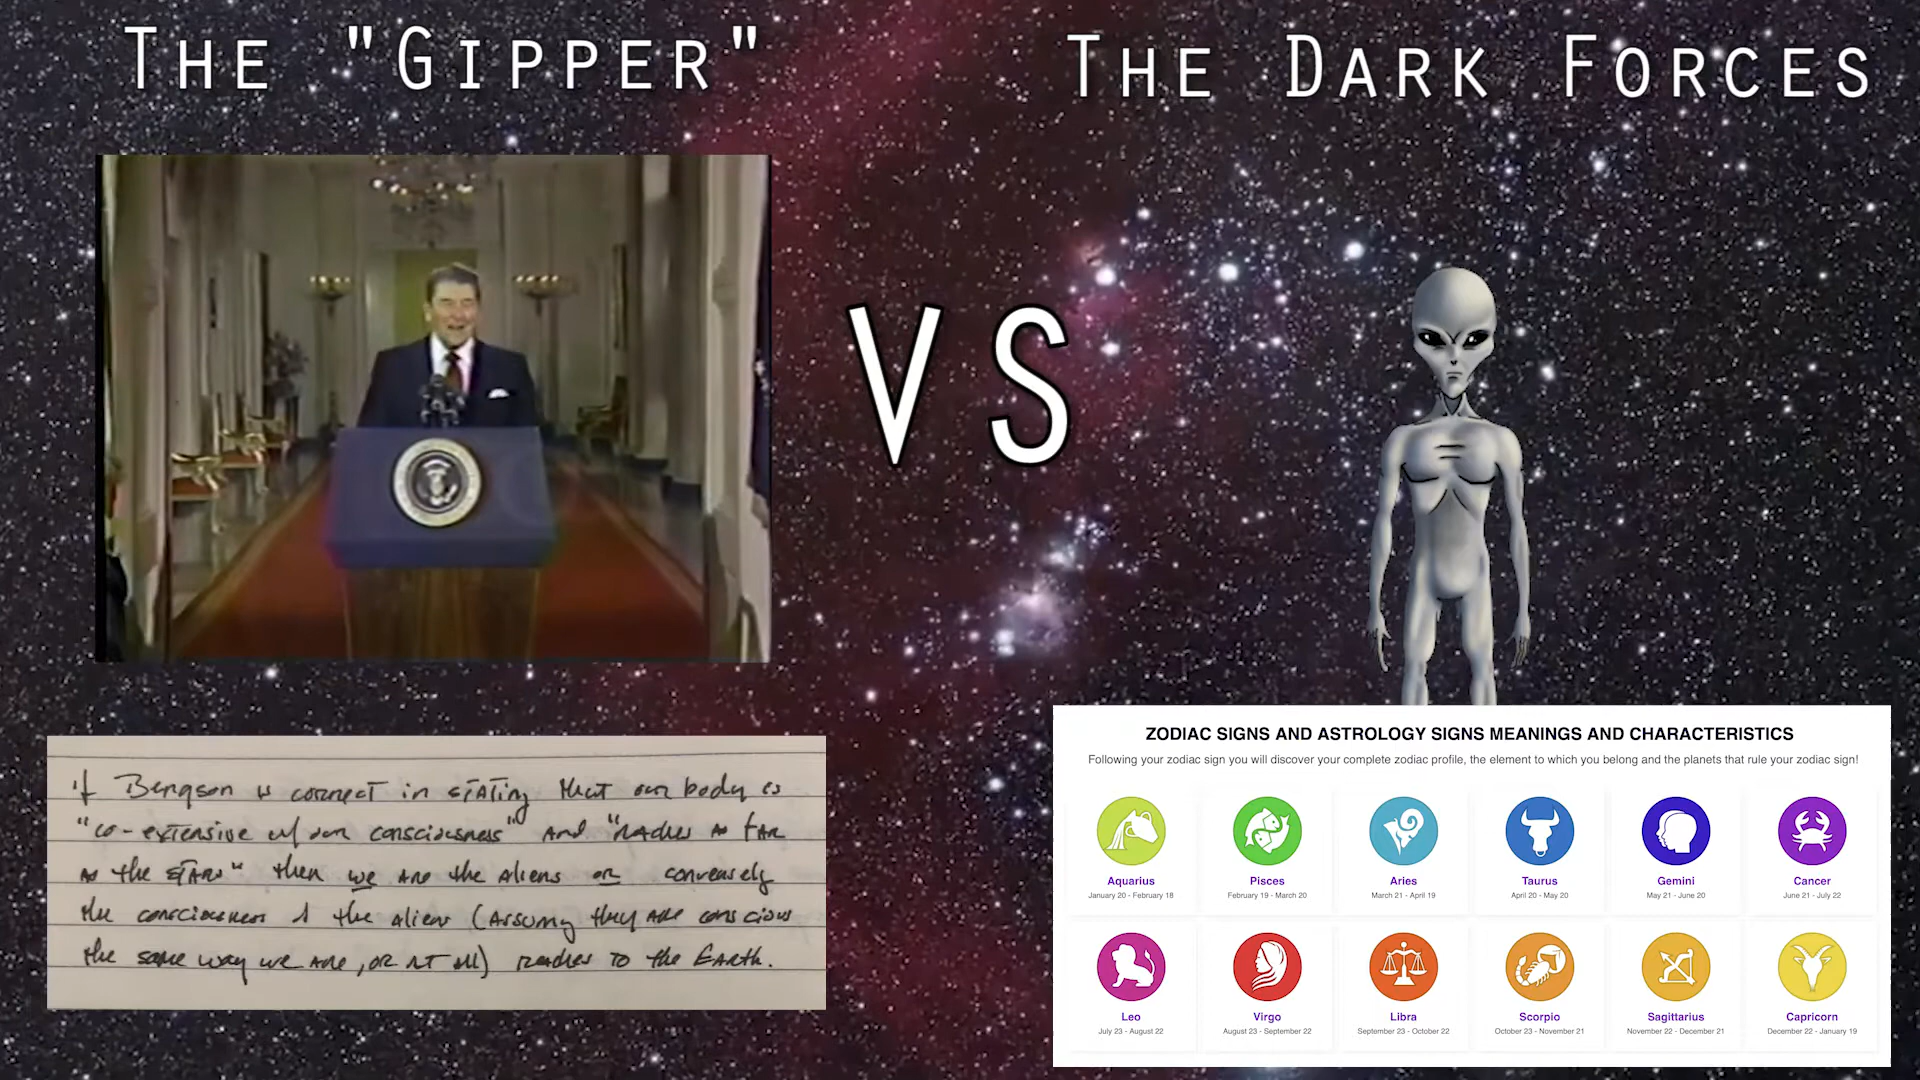 The "Gipper"
The Dark Forces
VS
if Bergson is correct in stating that our body is
"co-extensive w/ our consciousness" and "reaches as far
as the stars" then we are the aliens or conversely
the consciousness of the aliens (assuming they are conscious
the same way we are, or at all) reaches to the Earth.
ZODIAC SIGNS AND ASTROLOGY SIGNS MEANINGS AND CHARACTERISTICS
Following your zodiac sign you will discover your complete zodiac profile, the element to which you belong and the planets that rule your zodiac sign!
Aquarius Pisces Aries Taurus Gemini Cancer
January 20 - February 18 February 19 - March 20 March 21 - April 19 April 20 - May 20 May 21 - June 20 June 21 - July 22
Leo Virgo Libra Scorpio Sagittarius Capricorn
July 23 - August 22 August 23 - September 22 September 23 - October 22 October 23 - November 21 November 22 - December 21 December 22 - January 19